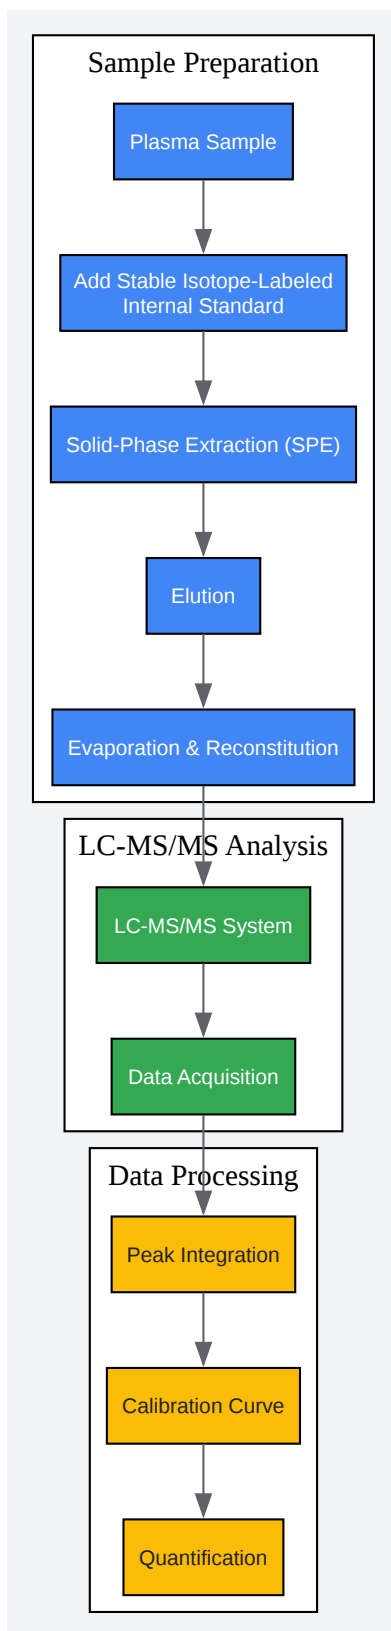 Sample Preparation
Plasma Sample
Add Stable Isotope-Labeled
Internal Standard
Solid-Phase Extraction (SPE)
Elution
Evaporation & Reconstitution
LC-MS/MS Analysis
LC-MS/MS System
Data Acquisition
Data Processing
Peak Integration
Calibration Curve
Quantification